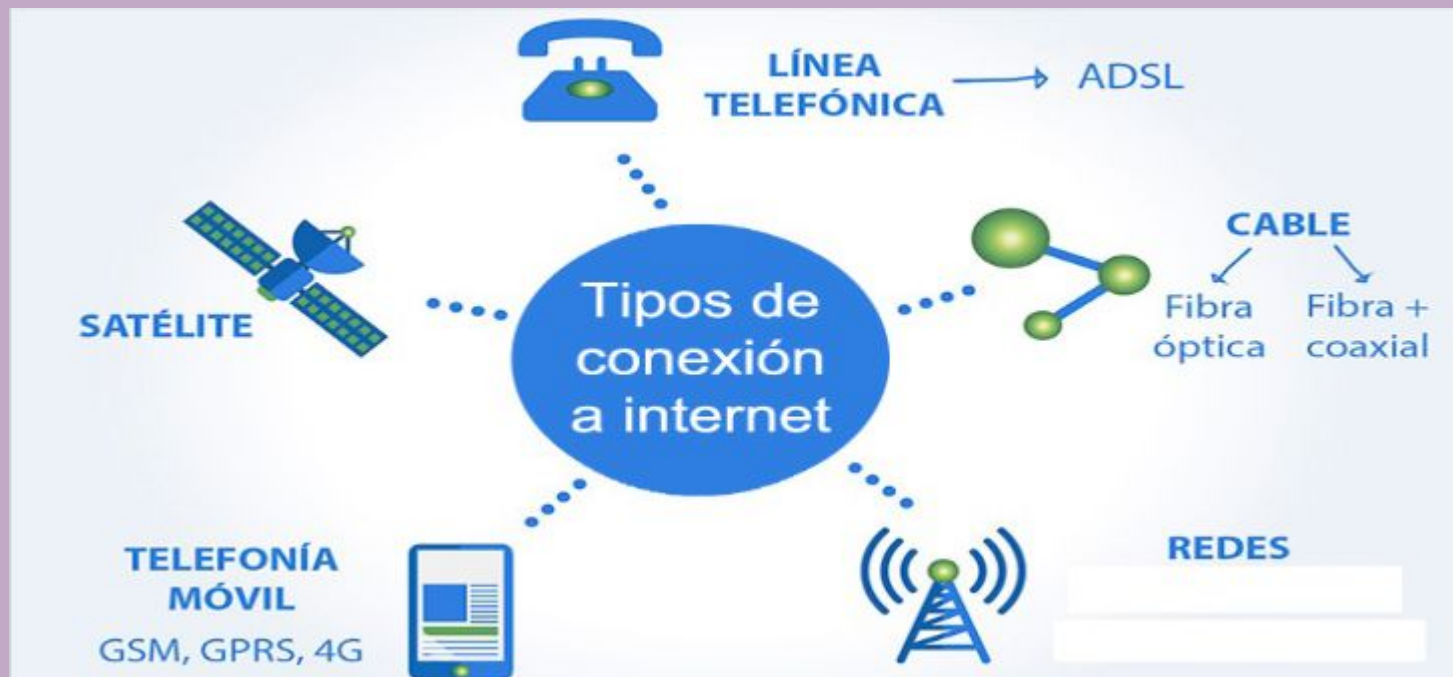 LÍNEA
TELEFÓNICA
ADSL
CABLE
Fibra
óptica
Fibra +
coaxial
SATÉLITE
Tipos de
conexión
a internet
TELEFONÍA
MÓVIL
GSM, GPRS, 4G
REDES